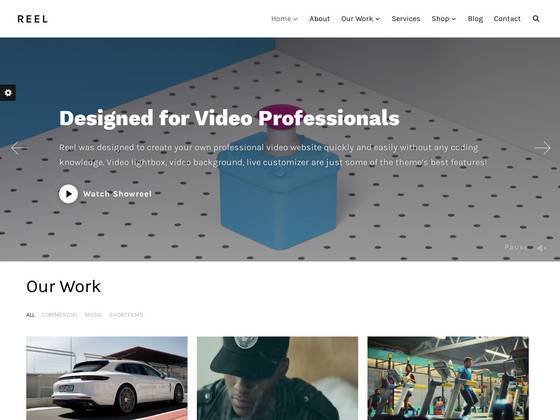 REEL
Home About Our Work Services Shop Blog Contact
Designed for Video Professionals
Reel was designed to create your own professional video website quickly and easily without any coding
knowledge. Video lightbox, video background, live customizer are just some of the theme's best features!
Watch Showreel
Pause
Our Work
ALL COMMERCIAL MUSIC SHORTFILMS